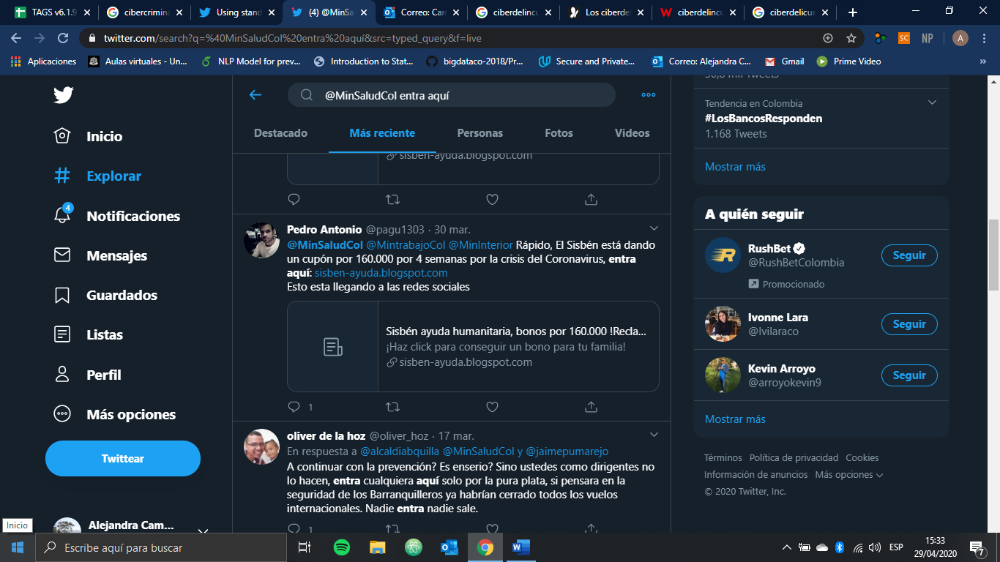 TAGS v6.1.9
cibercrimina
Using stand
(4) @MinSa
Correo: Can
ciberdelincu
Los ciberdel
ciberdelincu
ciberdelicue
twitter.com/search?q=%40MinSaludCol%20entra%20aquí&src=typed_query&f=live
SC
NP
A
Aplicaciones
Aulas virtuales - Un...
NLP Model for prev...
Introduction to Stat...
bigdataco-2018/Pr...
Secure and Private...
Correo: Alejandra C...
Gmail
Prime Video
»
Inicio
Explorar
4
Notificaciones
Mensajes
Guardados
Listas
Perfil
Más opciones
Twittear
Alejandra Cam...
Inicio
@MinSaludCol entra aquí
Destacado
Más reciente
Personas
Fotos
Videos
sisben-ayuda.blogspot.com
Pedro Antonio @pagu1303 · 30 mar.
@MinSaludCol @MintrabajoCol @MinInterior Rápido, El Sisbén está dando
un cupón por 160.000 por 4 semanas por la crisis del Coronavirus, entra
aquí: sisben-ayuda.blogspot.com
Esto esta llegando a las redes sociales
Sisbén ayuda humanitaria, bonos por 160.000 !Recla...
¡Haz click para conseguir un bono para tu familia!
sisben-ayuda.blogspot.com
1
oliver de la hoz @oliver_hoz · 17 mar.
En respuesta a @alcaldiabquilla @MinSaludCol y @jaimepumarejo
A continuar con la prevención? Es enserio? Sino ustedes como dirigentes no
lo hacen, entra cualquiera aquí solo por la pura plata, si pensara en la
seguridad de los Barranquilleros ya habrían cerrado todos los vuelos
internacionales. Nadie entra nadie sale.
1
Tweets
Tendencia en Colombia
#LosBancosResponden
1.168 Tweets
Mostrar más
A quién seguir
RushBet
@RushBetColombia
Seguir
Promocionado
Ivonne Lara
@Ivilaraco
Seguir
Kevin Arroyo
@arroyokevin9
Seguir
Mostrar más
Términos Política de privacidad Cookies
Información de anuncios Más opciones
© 2020 Twitter, Inc.
Escribe aquí para buscar
ESP
15:33
29/04/2020
7